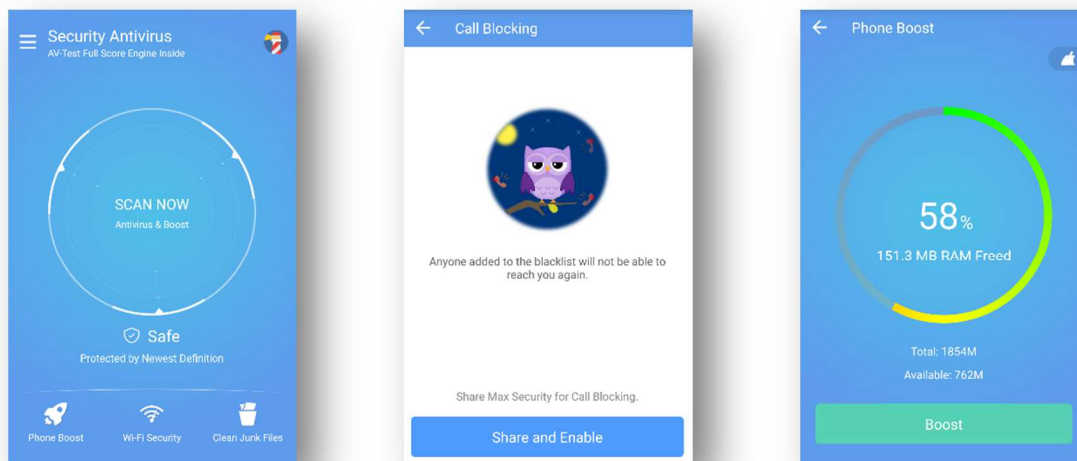 Security Antivirus
AV-Test Full Score Engine Inside
SCAN NOW
Antivirus & Boost
Safe
Protected by Newest Definition
Phone Boost
Wi-Fi Security
Clean Junk Files
Call Blocking
Anyone added to the blacklist will not be able to
reach you again.
Share Max Security for Call Blocking.
Share and Enable
Phone Boost
58%
151.3 MB RAM Freed
Total: 1854M
Available: 762M
Boost